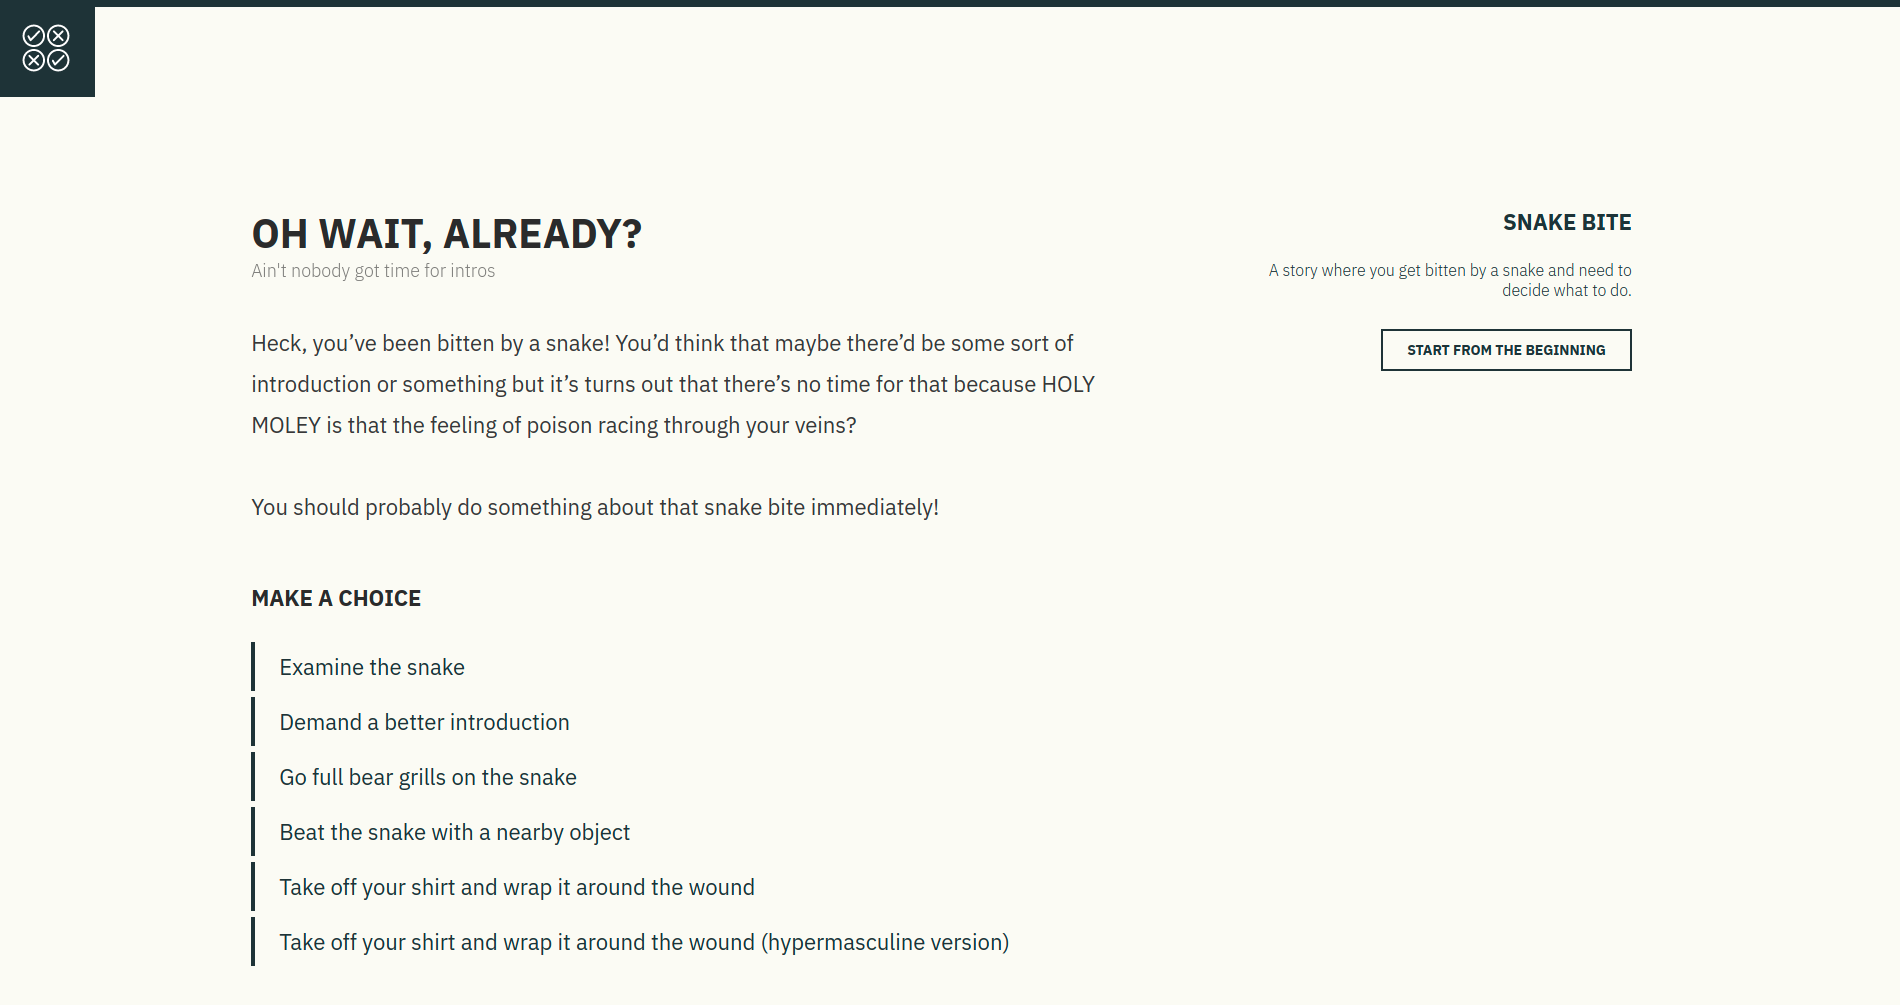 OH WAIT, ALREADY?
Ain't nobody got time for intros
Heck, you’ve been bitten by a snake! You’d think that maybe there’d be some sort of
introduction or something but it’s turns out that there’s no time for that because HOLY
MOLEY is that the feeling of poison racing through your veins?
You should probably do something about that snake bite immediately!
MAKE A CHOICE
Examine the snake
Demand a better introduction
Go full bear grills on the snake
Beat the snake with a nearby object
Take off your shirt and wrap it around the wound
Take off your shirt and wrap it around the wound (hypermasculine version)
SNAKE BITE
A story where you get bitten by a snake and need to
decide what to do.
START FROM THE BEGINNING